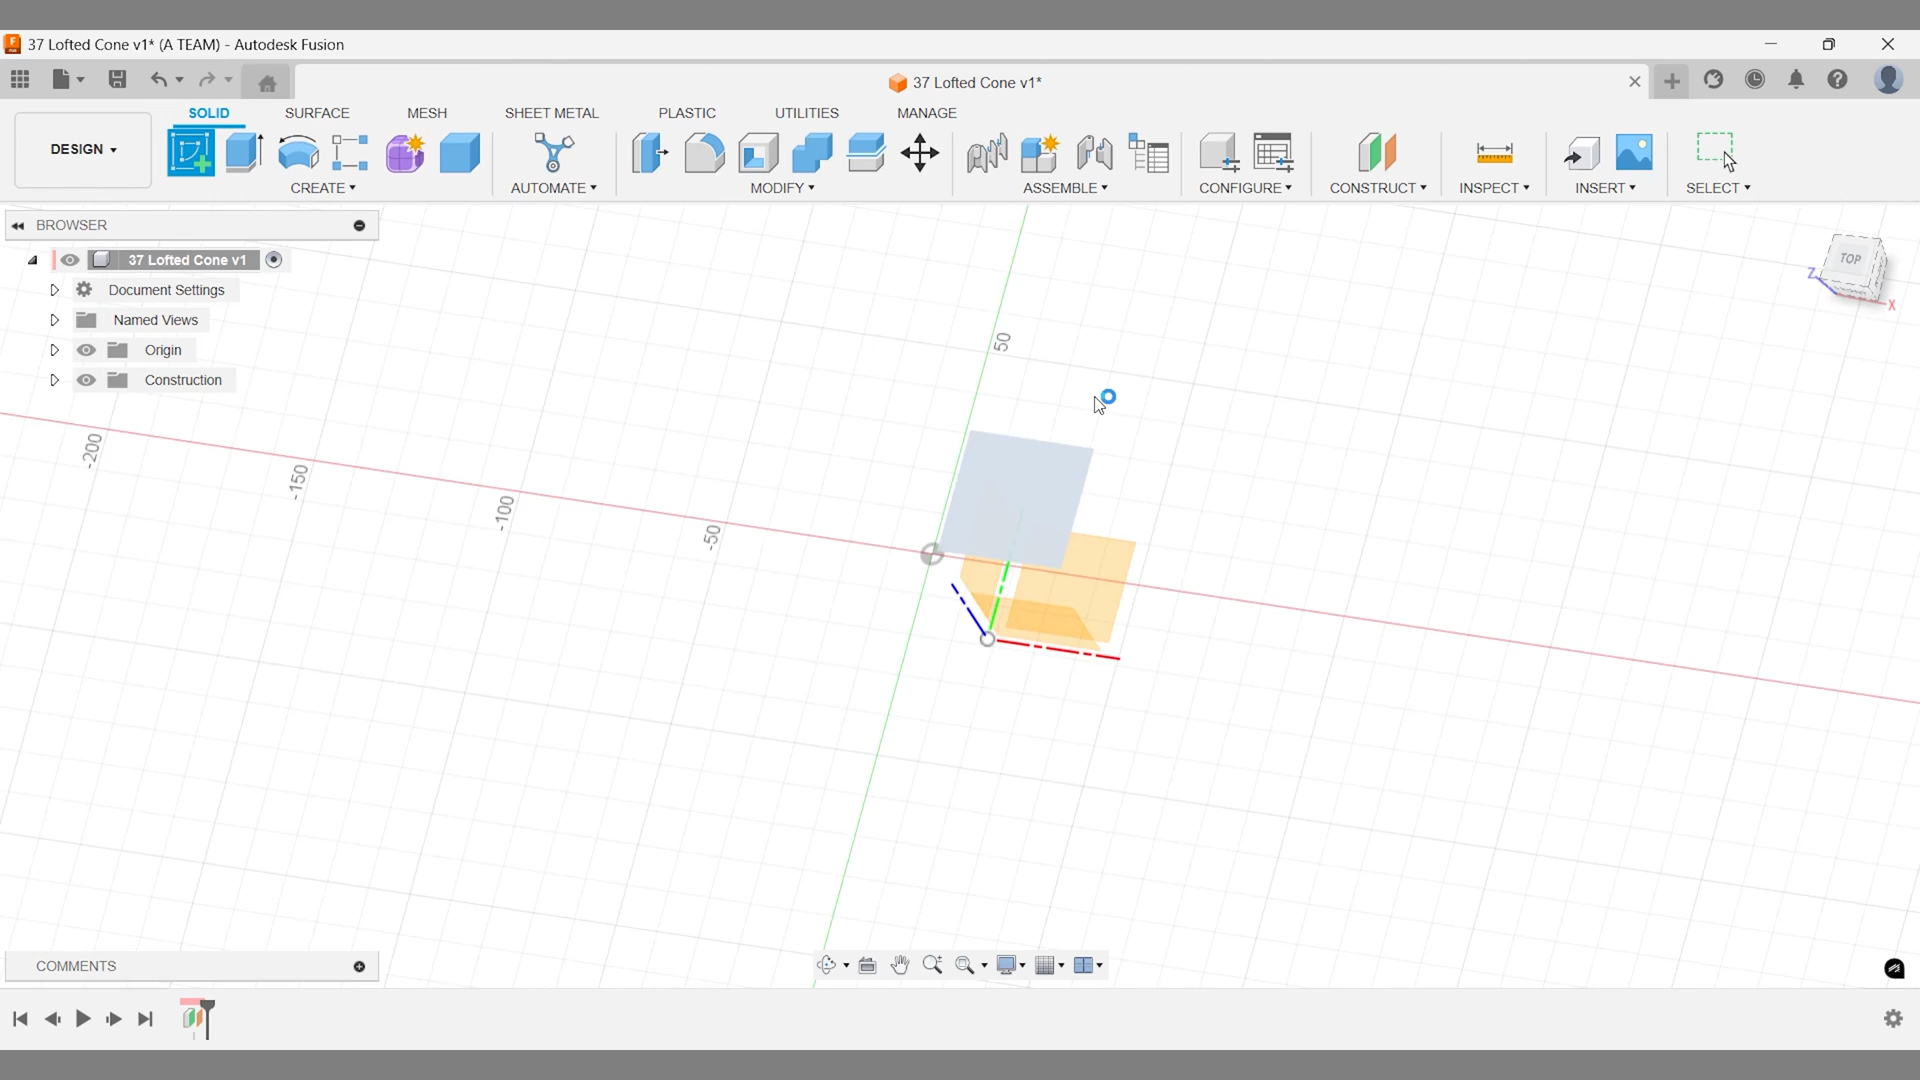 37 Lofted Cone v1* (A TEAM) - Autodesk Fusion
37 Lofted Cone v1*
SOLID SURFACE MESH SHEET METAL PLASTIC UTILITIES MANAGE
DESIGN
CREATE AUTOMATE MODIFY ASSEMBLE CONFIGURE CONSTRUCT INSPECT INSERT SELECT
BROWSER
37 Lofted Cone v1
Document Settings
Named Views
Origin
Construction
TOP
Z
X
50
-200
-150
-100
-50
COMMENTS